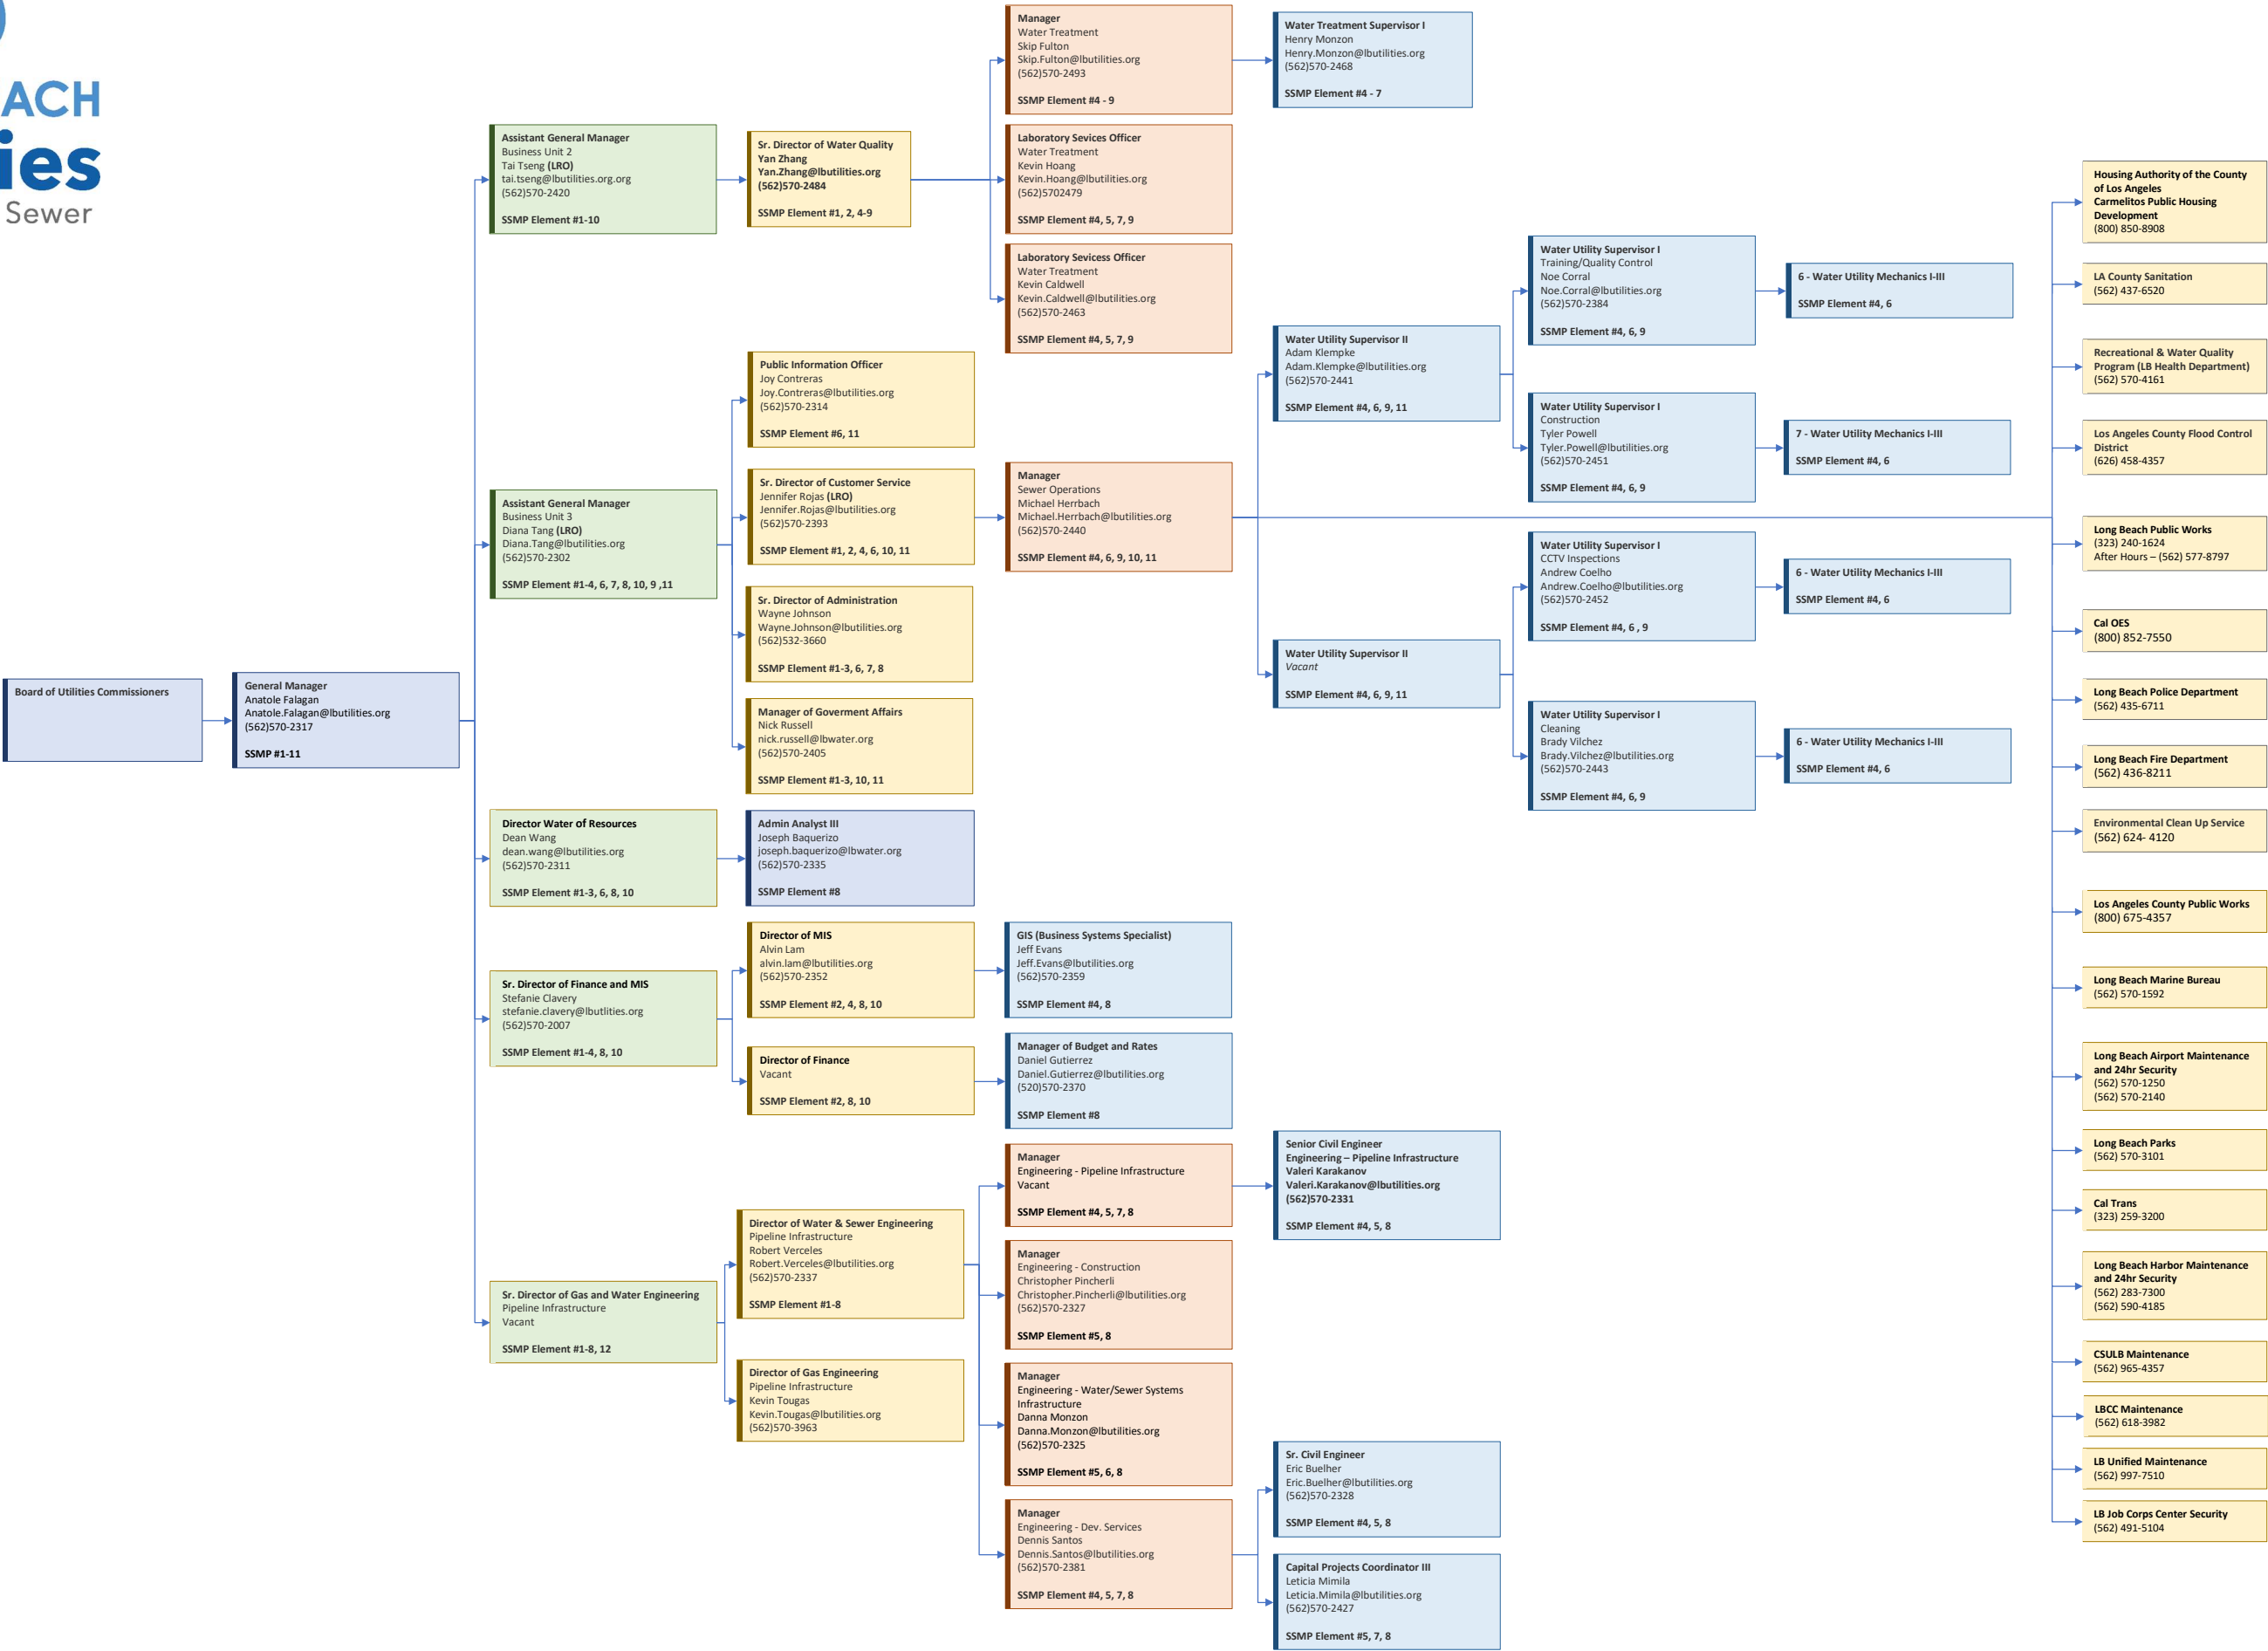 ACH
ies
Sewer
Board of Utilities Commissioners
General Manager
Anatole Falagan
Anatole.Falagan@lbutilities.org
(562)570-2317
SSMP #1-11
Assistant General Manager
Business Unit 2
Tai Tseng (LRO)
tai.tseng@lbutilities.org.org
(562)570-2420
SSMP Element #1-10
Sr. Director of Water Quality
Yan Zhang
Yan.Zhang@lbutilities.org
(562)570-2484
SSMP Element #1, 2, 4-9
Manager
Water Treatment
Skip Fulton
Skip.Fulton@lbutilities.org
(562)570-2493
SSMP Element #4 - 9
Water Treatment Supervisor I
Henry Monzon
Henry.Monzon@lbutilities.org
(562)570-2468
SSMP Element #4 - 7
Laboratory Sevices Officer
Water Treatment
Kevin Hoang
Kevin.Hoang@lbutilities.org
(562)5702479
SSMP Element #4, 5, 7, 9
Laboratory Sevicess Officer
Water Treatment
Kevin Caldwell
Kevin.Caldwell@lbutilities.org
(562)570-2463
SSMP Element #4, 5, 7, 9
Assistant General Manager
Business Unit 3
Diana Tang (LRO)
Diana.Tang@lbutilities.org
(562)570-2302
SSMP Element #1-4, 6, 7, 8, 10, 9 ,11
Public Information Officer
Joy Contreras
Joy.Contreras@lbutilities.org
(562)570-2314
SSMP Element #6, 11
Sr. Director of Customer Service
Jennifer Rojas (LRO)
Jennifer.Rojas@lbutilities.org
(562)570-2393
SSMP Element #1, 2, 4, 6, 10, 11
Sr. Director of Administration
Wayne Johnson
Wayne.Johnson@lbutilities.org
(562)532-3660
SSMP Element #1-3, 6, 7, 8
Manager of Goverment Affairs
Nick Russell
nick.russell@lbwater.org
(562)570-2405
SSMP Element #1-3, 10, 11
Manager
Sewer Operations
Michael Herrbach
Michael.Herrbach@lbutilities.org
(562)570-2440
SSMP Element #4, 6, 9, 10, 11
Water Utility Supervisor II
Adam Klempke
Adam.Klempke@lbutilities.org
(562)570-2441
SSMP Element #4, 6, 9, 11
Water Utility Supervisor I
Training/Quality Control
Noe Corral
Noe.Corral@lbutilities.org
(562)570-2384
SSMP Element #4, 6, 9
6 - Water Utility Mechanics I-III
SSMP Element #4, 6
Water Utility Supervisor I
Construction
Tyler Powell
Tyler.Powell@lbutilities.org
(562)570-2451
SSMP Element #4, 6, 9
7 - Water Utility Mechanics I-III
SSMP Element #4, 6
Water Utility Supervisor II
Vacant
SSMP Element #4, 6, 9, 11
Water Utility Supervisor I
CCTV Inspections
Andrew Coelho
Andrew.Coelho@lbutilities.org
(562)570-2452
SSMP Element #4, 6 , 9
6 - Water Utility Mechanics I-III
SSMP Element #4, 6
Water Utility Supervisor I
Cleaning
Brady Vilchez
Brady.Vilchez@lbutilities.org
(562)570-2443
SSMP Element #4, 6, 9
6 - Water Utility Mechanics I-III
SSMP Element #4, 6
Director Water of Resources
Dean Wang
dean.wang@lbutilities.org
(562)570-2311
SSMP Element #1-3, 6, 8, 10
Admin Analyst III
Joseph Baquerizo
joseph.baquerizo@lbwater.org
(562)570-2335
SSMP Element #8
Sr. Director of Finance and MIS
Stefanie Clavery
stefanie.clavery@lbutlities.org
(562)570-2007
SSMP Element #1-4, 8, 10
Director of MIS
Alvin Lam
alvin.lam@lbutilities.org
(562)570-2352
SSMP Element #2, 4, 8, 10
GIS (Business Systems Specialist)
Jeff Evans
Jeff.Evans@lbutilities.org
(562)570-2359
SSMP Element #4, 8
Director of Finance
Vacant
SSMP Element #2, 8, 10
Manager of Budget and Rates
Daniel Gutierrez
Daniel.Gutierrez@lbutilities.org
(520)570-2370
SSMP Element #8
Sr. Director of Gas and Water Engineering
Pipeline Infrastructure
Vacant
SSMP Element #1-8, 12
Director of Water & Sewer Engineering
Pipeline Infrastructure
Robert Verceles
Robert.Verceles@lbutilities.org
(562)570-2337
SSMP Element #1-8
Director of Gas Engineering
Pipeline Infrastructure
Kevin Tougas
Kevin.Tougas@lbutilities.org
(562)570-3963
Manager
Engineering - Pipeline Infrastructure
Vacant
SSMP Element #4, 5, 7, 8
Senior Civil Engineer
Engineering – Pipeline Infrastructure
Valeri Karakanov
Valeri.Karakanov@lbutilities.org
(562)570-2331
SSMP Element #4, 5, 8
Manager
Engineering - Construction
Christopher Pincherli
Christopher.Pincherli@lbutilities.org
(562)570-2327
SSMP Element #5, 8
Manager
Engineering - Water/Sewer Systems
Infrastructure
Danna Monzon
Danna.Monzon@lbutilities.org
(562)570-2325
SSMP Element #5, 6, 8
Manager
Engineering - Dev. Services
Dennis Santos
Dennis.Santos@lbutilities.org
(562)570-2381
SSMP Element #4, 5, 7, 8
Sr. Civil Engineer
Eric Buelher
Eric.Buelher@lbutilities.org
(562)570-2328
SSMP Element #4, 5, 8
Capital Projects Coordinator III
Leticia Mimila
Leticia.Mimila@lbutilities.org
(562)570-2427
SSMP Element #5, 7, 8
Housing Authority of the County
of Los Angeles
Carmelitos Public Housing
Development
(800) 850-8908
LA County Sanitation
(562) 437-6520
Recreational & Water Quality
Program (LB Health Department)
(562) 570-4161
Los Angeles County Flood Control
District
(626) 458-4357
Long Beach Public Works
(323) 240-1624
After Hours – (562) 577-8797
Cal OES
(800) 852-7550
Long Beach Police Department
(562) 435-6711
Long Beach Fire Department
(562) 436-8211
Environmental Clean Up Service
(562) 624- 4120
Los Angeles County Public Works
(800) 675-4357
Long Beach Marine Bureau
(562) 570-1592
Long Beach Airport Maintenance
and 24hr Security
(562) 570-1250
(562) 570-2140
Long Beach Parks
(562) 570-3101
Cal Trans
(323) 259-3200
Long Beach Harbor Maintenance
and 24hr Security
(562) 283-7300
(562) 590-4185
CSULB Maintenance
(562) 965-4357
LBCC Maintenance
(562) 618-3982
LB Unified Maintenance
(562) 997-7510
LB Job Corps Center Security
(562) 491-5104